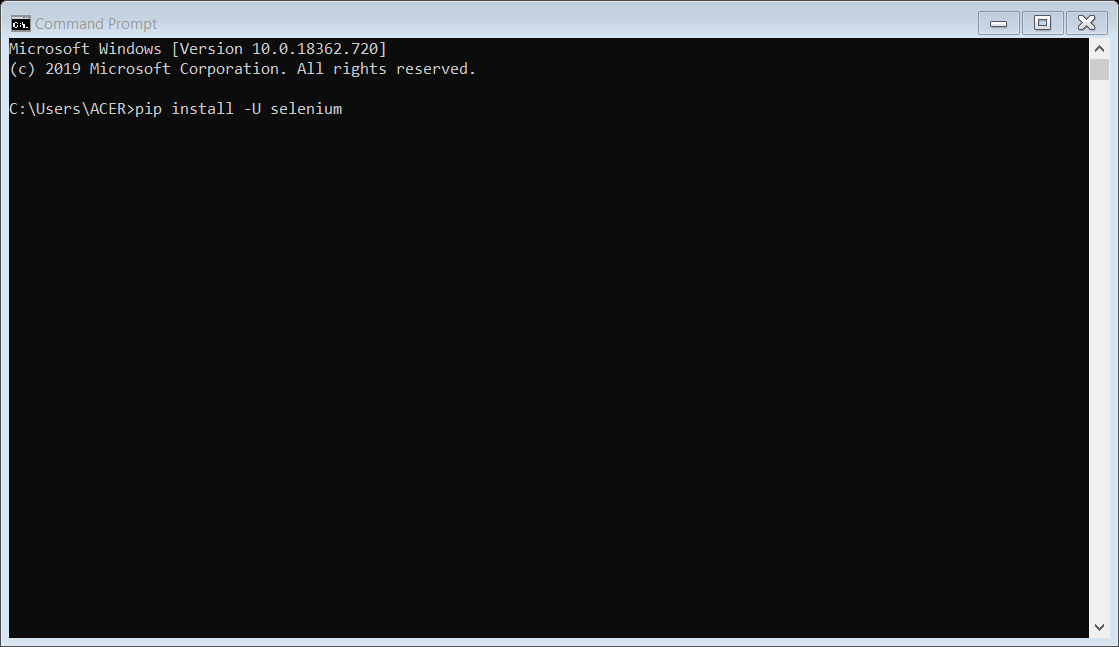 Command Prompt
Microsoft Windows [Version 10.0.18362.720]
(c) 2019 Microsoft Corporation. All rights reserved.
C:\Users\ACER>pip install -U selenium